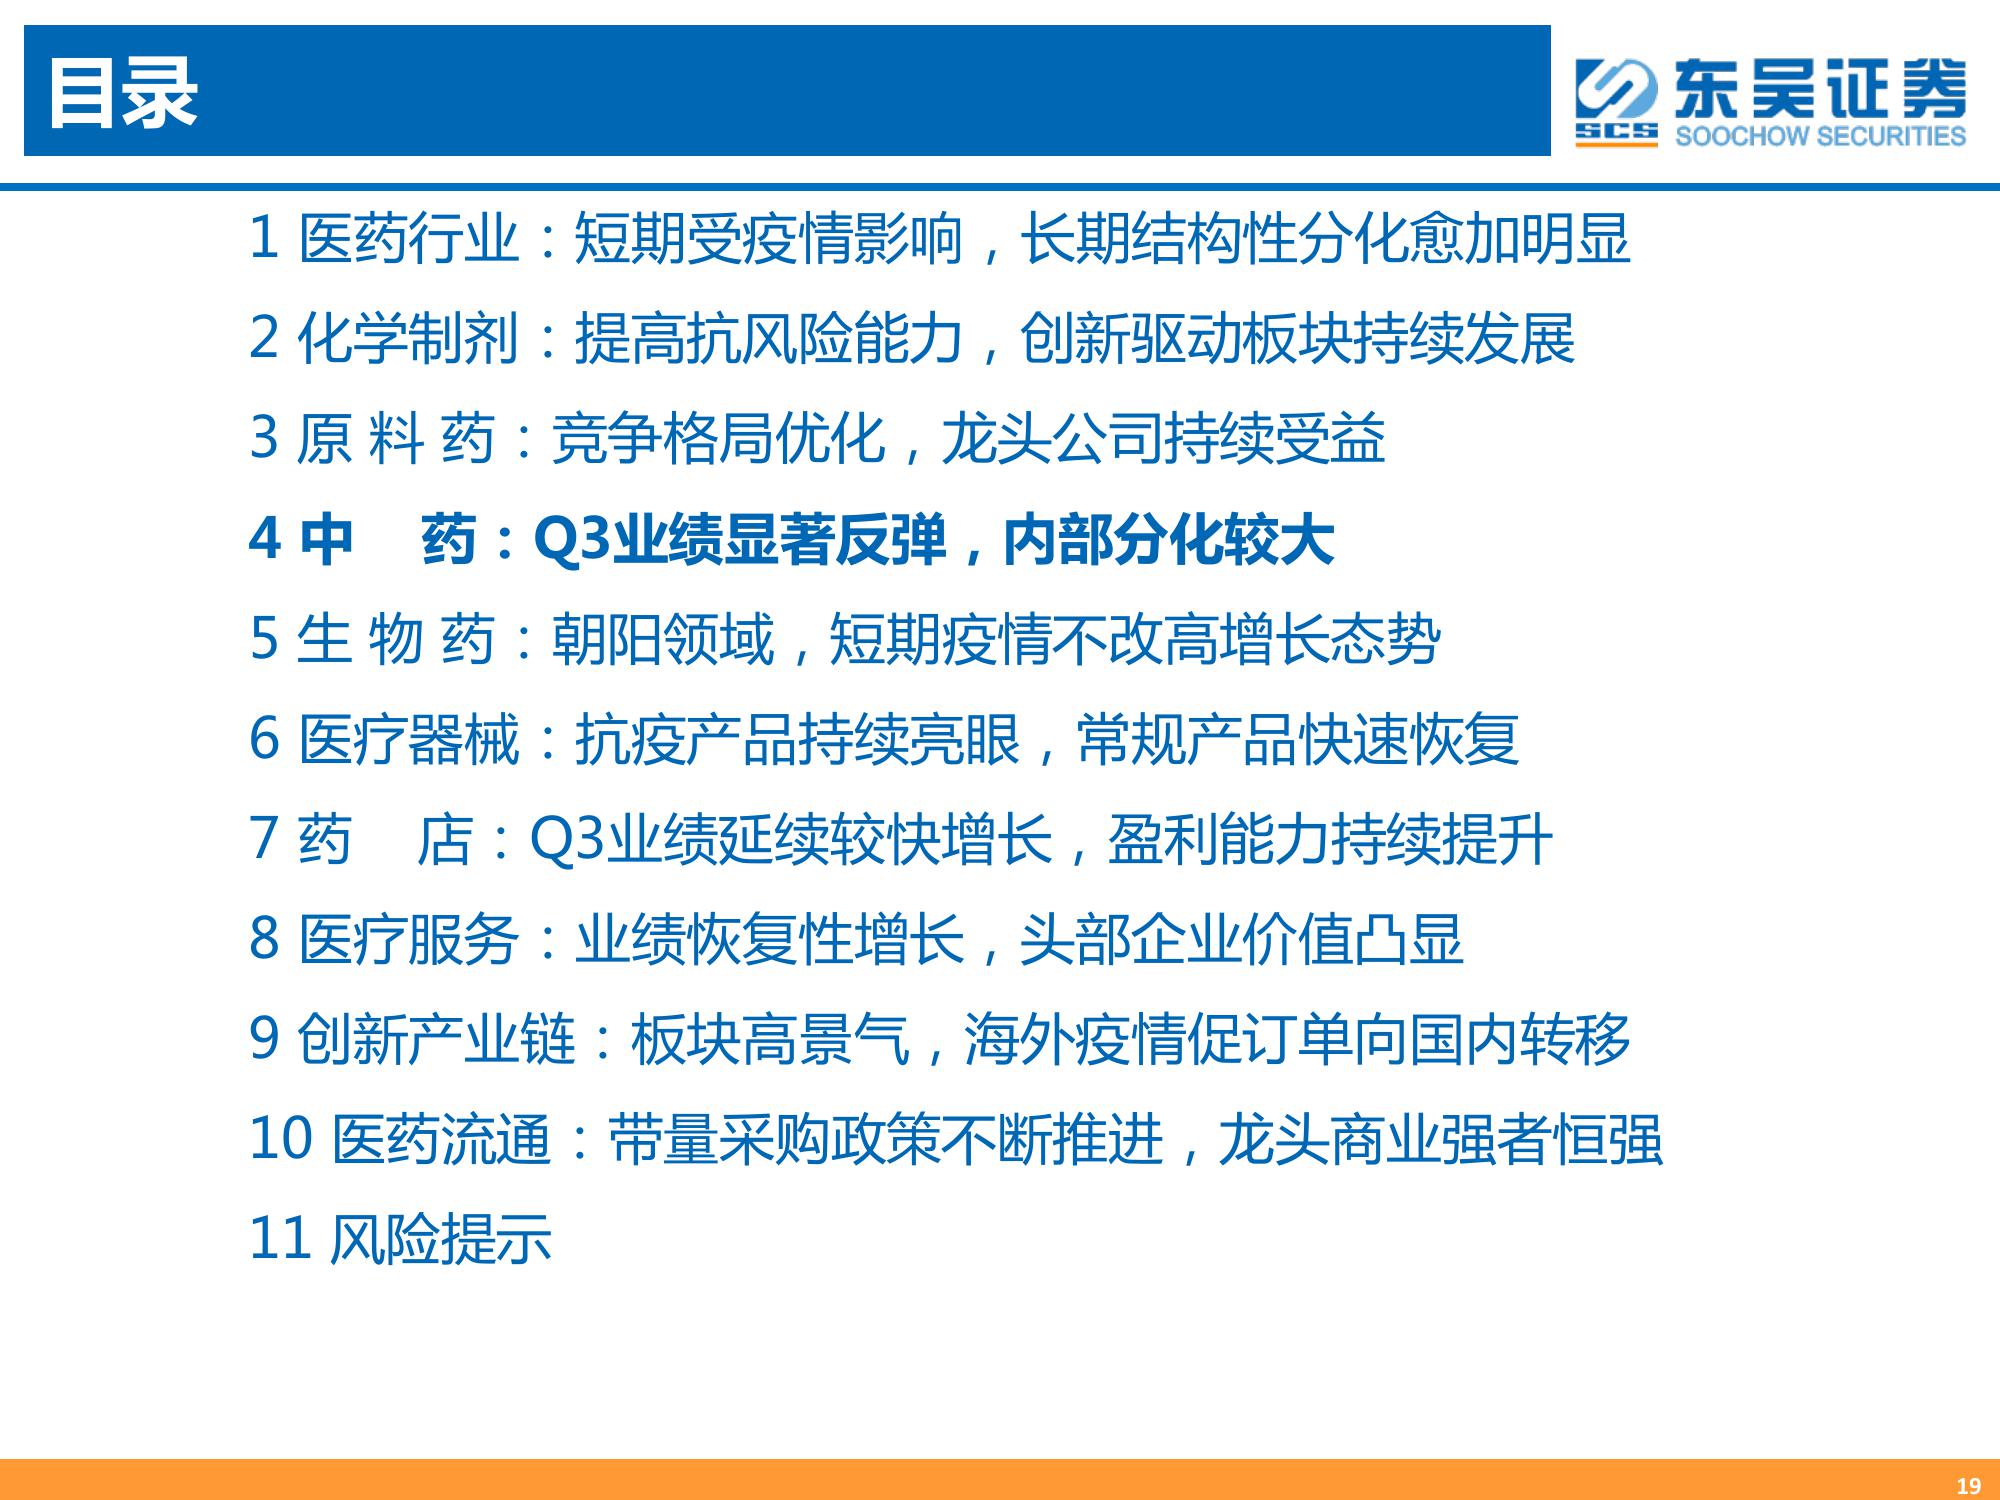 目录
SCS
东吴证券
SOOCHOW SECURITIES
1 医药行业：短期受疫情影响，长期结构性分化愈加明显
2 化学制剂：提高抗风险能力，创新驱动板块持续发展
3 原 料 药：竞争格局优化，龙头公司持续受益
4 中    药：Q3业绩显著反弹，内部分化较大
5 生 物 药：朝阳领域，短期疫情不改高增长态势
6 医疗器械：抗疫产品持续亮眼，常规产品快速恢复
7 药    店：Q3业绩延续较快增长，盈利能力持续提升
8 医疗服务：业绩恢复性增长，头部企业价值凸显
9 创新产业链：板块高景气，海外疫情促订单向国内转移
10 医药流通：带量采购政策不断推进，龙头商业强者恒强
11 风险提示
19